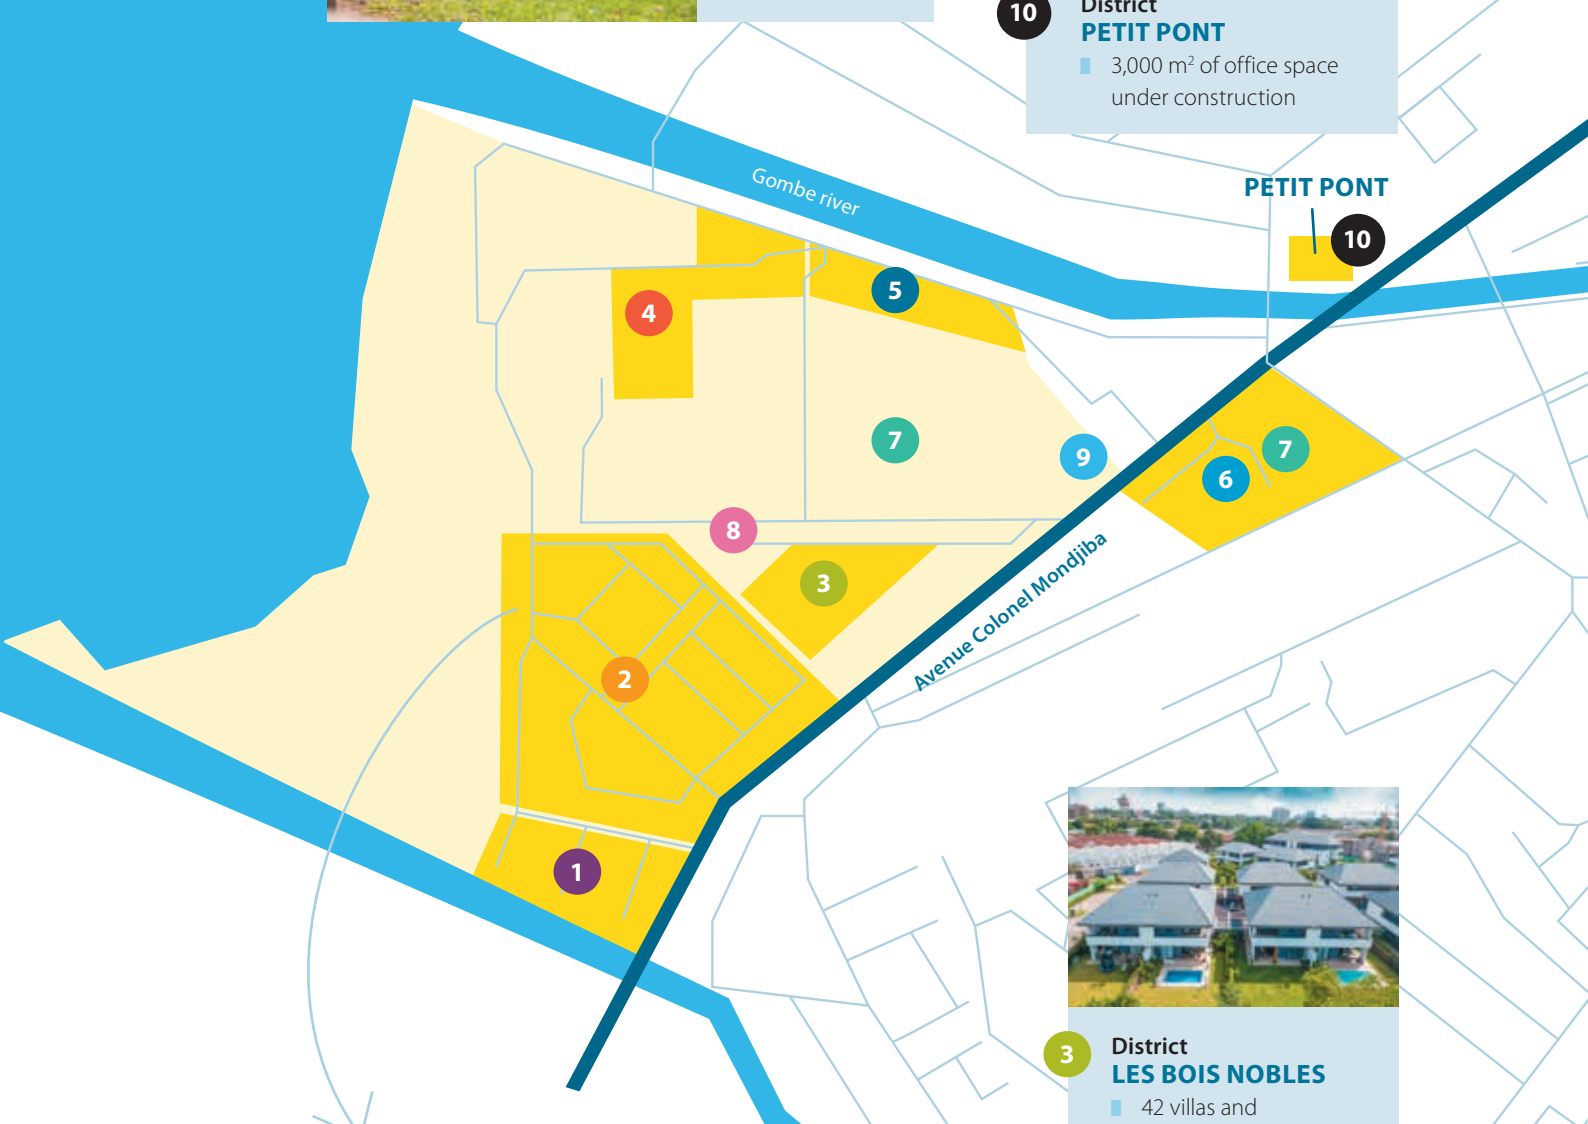 10
District
PETIT PONT
3,000 m² of office space
under construction
Gombe river
PETIT PONT
10
5
4
7
9
7
6
8
3
Avenue Colonel Mondjiba
2
1
3
District
LES BOIS NOBLES
42 villas and